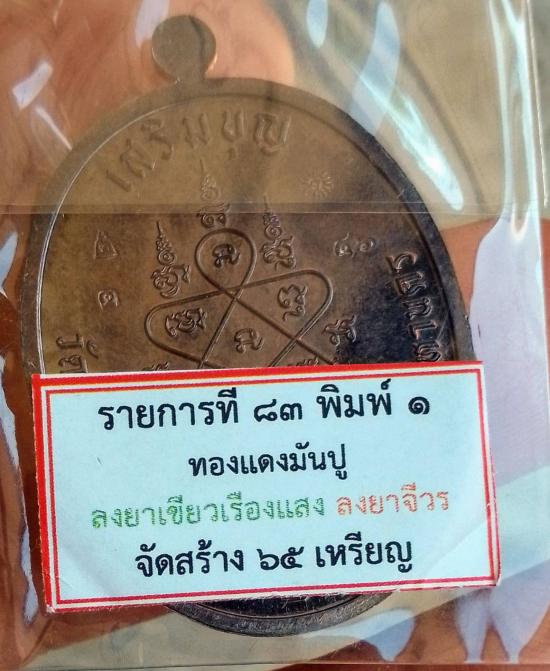 เสริมบุญ
รายการที่ ๘๓ พิมพ์ ๑
ทองแดงมันปู
ลงยาเขียวเรืองแสง ลงยาจีวร
จัดสร้าง ๖๕ เหรียญ